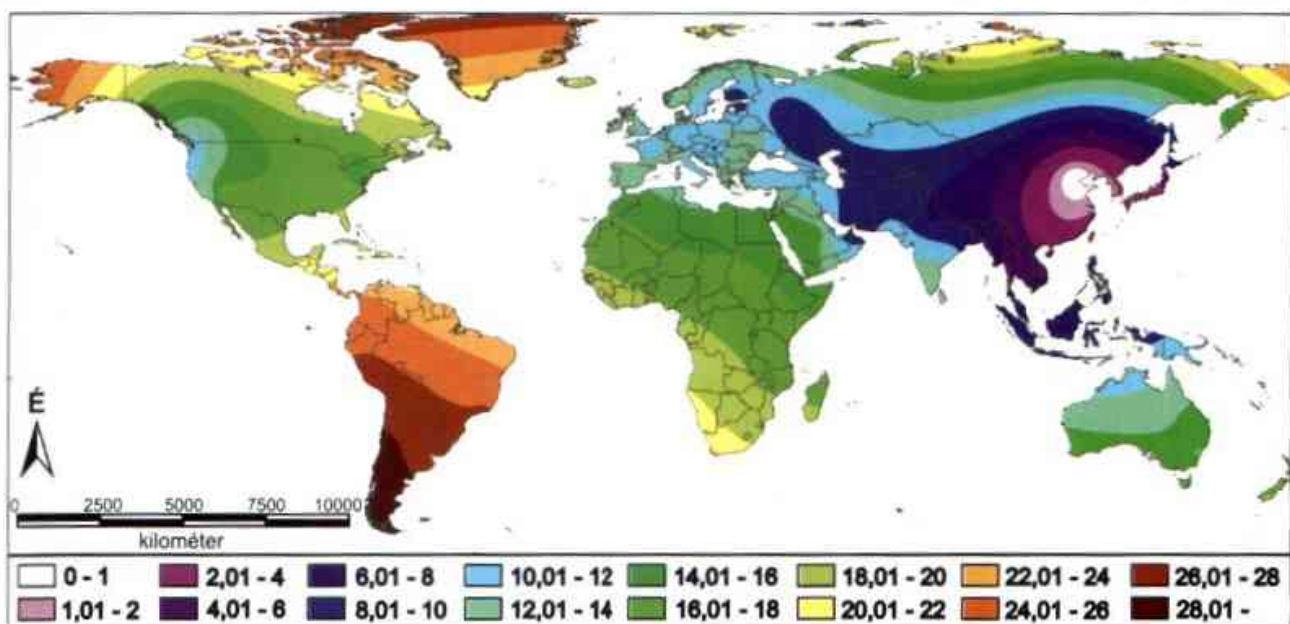 É
0 2500 5000 7500 10000
kilométer
0 - 1 2,01 - 4 6,01 - 8 10,01 - 12 14,01 - 16 18,01 - 20 22,01 - 24 26,01 - 28
1,01 - 2 4,01 - 6 8,01 - 10 12,01 - 14 16,01 - 18 20,01 - 22 24,01 - 26 28,01 -